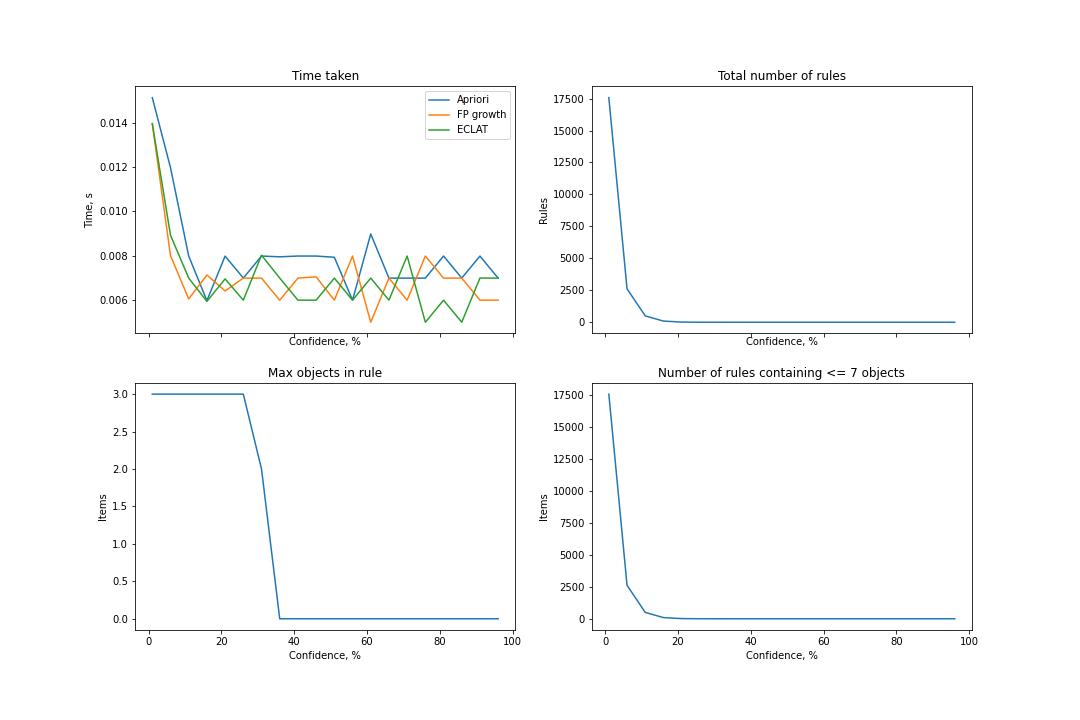 Time taken
Time, s
0.014
0.012
0.010
0.008
0.006
Apriori
FP growth
ECLAT
Confidence, %
Total number of rules
Rules
17500
15000
12500
10000
7500
5000
2500
0
Confidence, %
Max objects in rule
Items
3.0
2.5
2.0
1.5
1.0
0.5
0.0
0 20 40 60 80 100
Confidence, %
Number of rules containing <= 7 objects
Items
17500
15000
12500
10000
7500
5000
2500
0
0 20 40 60 80 100
Confidence, %